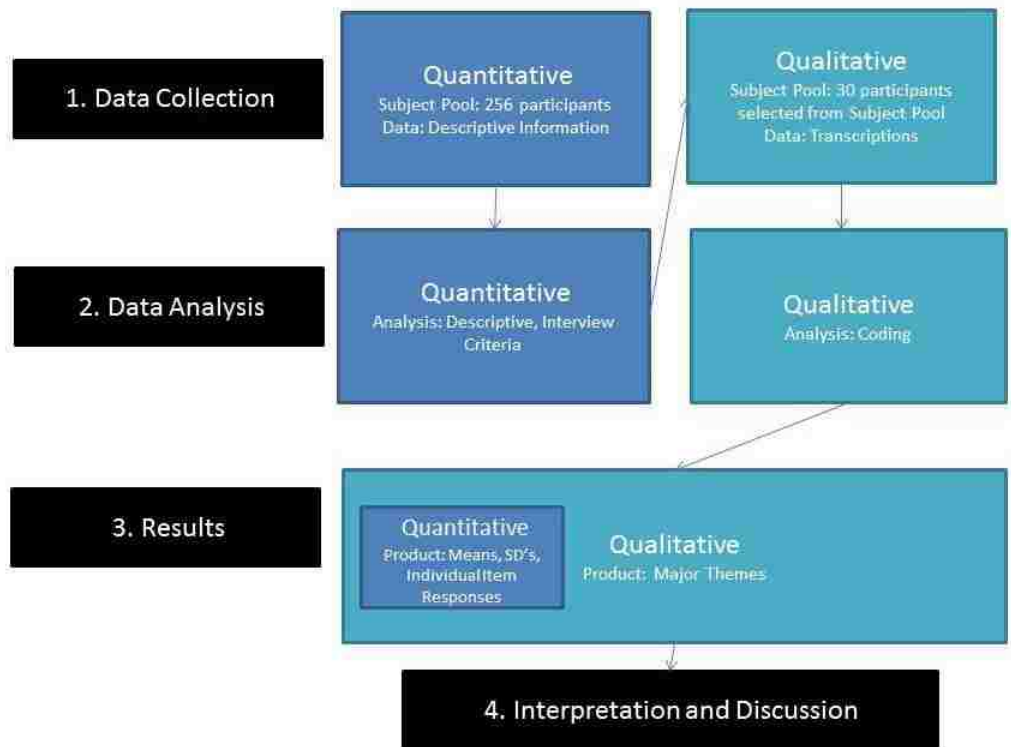 1. Data Collection
Quantitative
Subject Pool: 256 participants
Data: Descriptive Information
Qualitative
Subject Pool: 30 participants
selected from Subject Pool
Data: Transcriptions
2. Data Analysis
Quantitative
Analysis: Descriptive, Interview
Criteria
Qualitative
Analysis: Coding
3. Results
Quantitative
Product: Means, SD's,
Individual Item
Responses
Qualitative
Product: Major Themes
4. Interpretation and Discussion